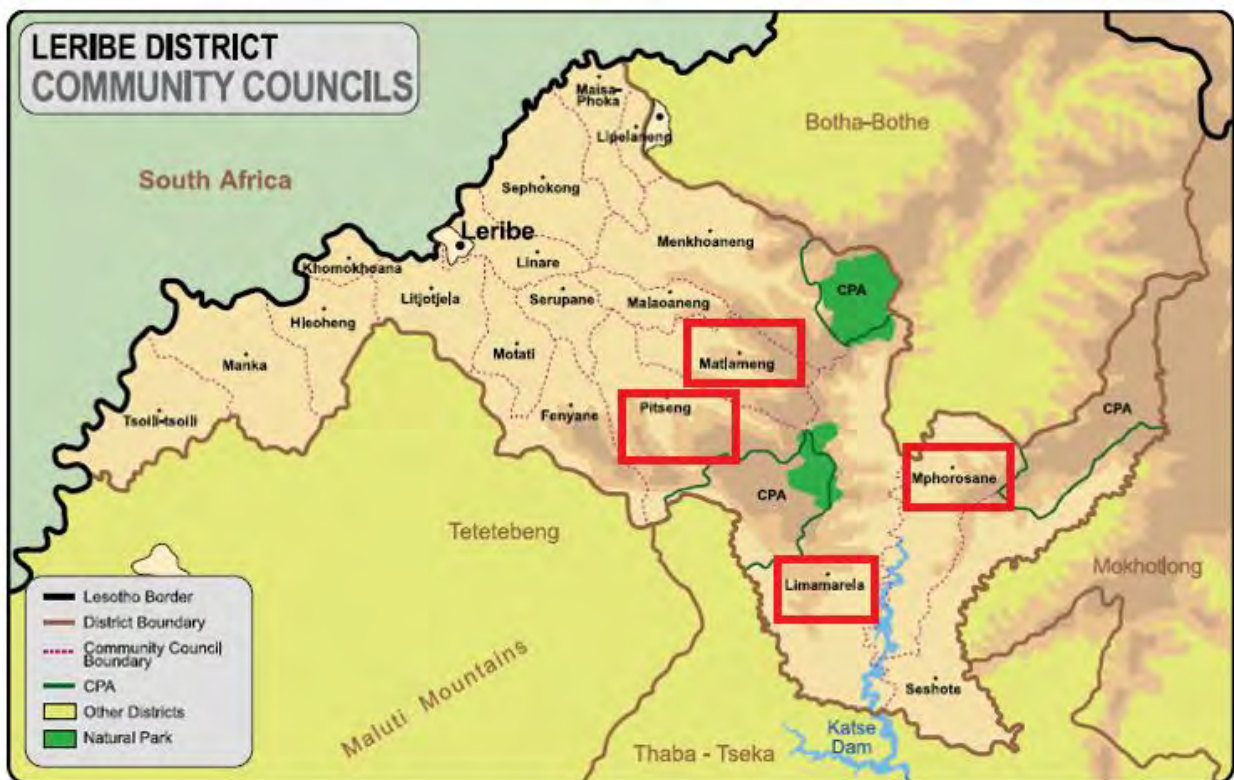 LERIBE DISTRICT
COMMUNITY COUNCILS
Maisa-
Phoka
Lipelaneng
Botha-Bothe
South Africa
Sephokong
Leribe
Menkhoaneng
Linare
Khomokhoana
CPA
Litjotjela
Serupane
Malaoaneng
Hleoheng
Motati
Matlameng
Manka
Pitseng
Fenyane
CPA
Tsoili-tsoili
Mphorosane
CPA
Tetetebeng
Mokhotlong
Limamarela
Lesotho Border
District Boundary
Community Council
Boundary
CPA
Other Districts
Natural Park
Maluti Mountains
Seshote
Katse
Dam
Thaba - Tseka